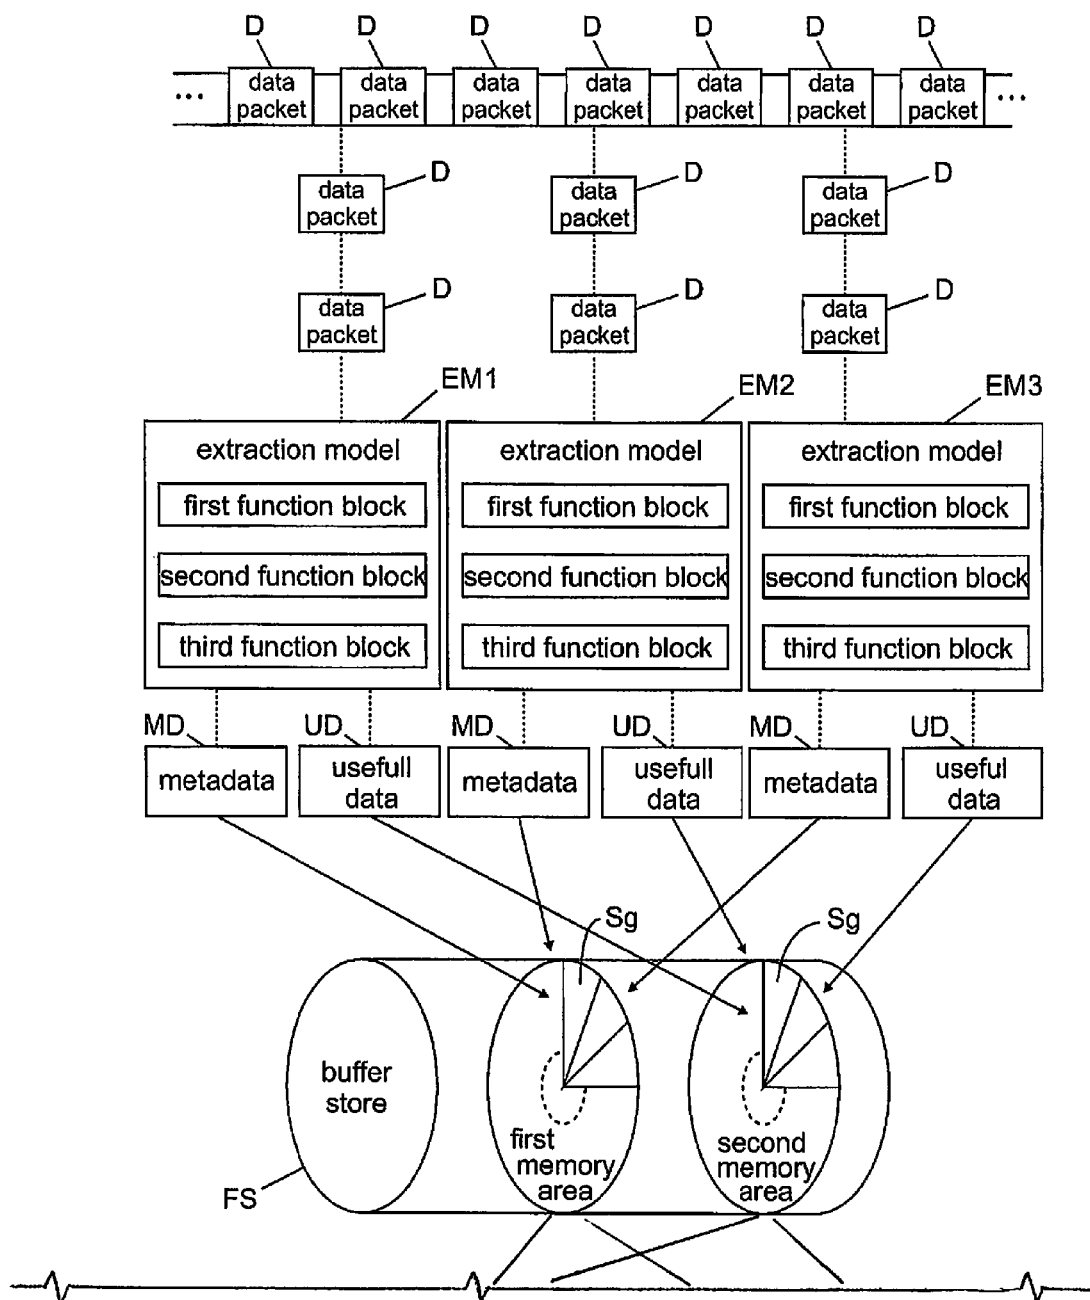 D D D D D D D
... data packet data packet data packet data packet data packet data packet data packet ...
data packet D data packet D data packet D
data packet D data packet D data packet D
EM1 EM2 EM3
extraction model extraction model extraction model
first function block first function block first function block
second function block second function block second function block
third function block third function block third function block
MD UD MD UD MD UD
metadata usefull data metadata usefull data metadata useful data
Sg Sg
buffer store
first memory area
second memory area
FS